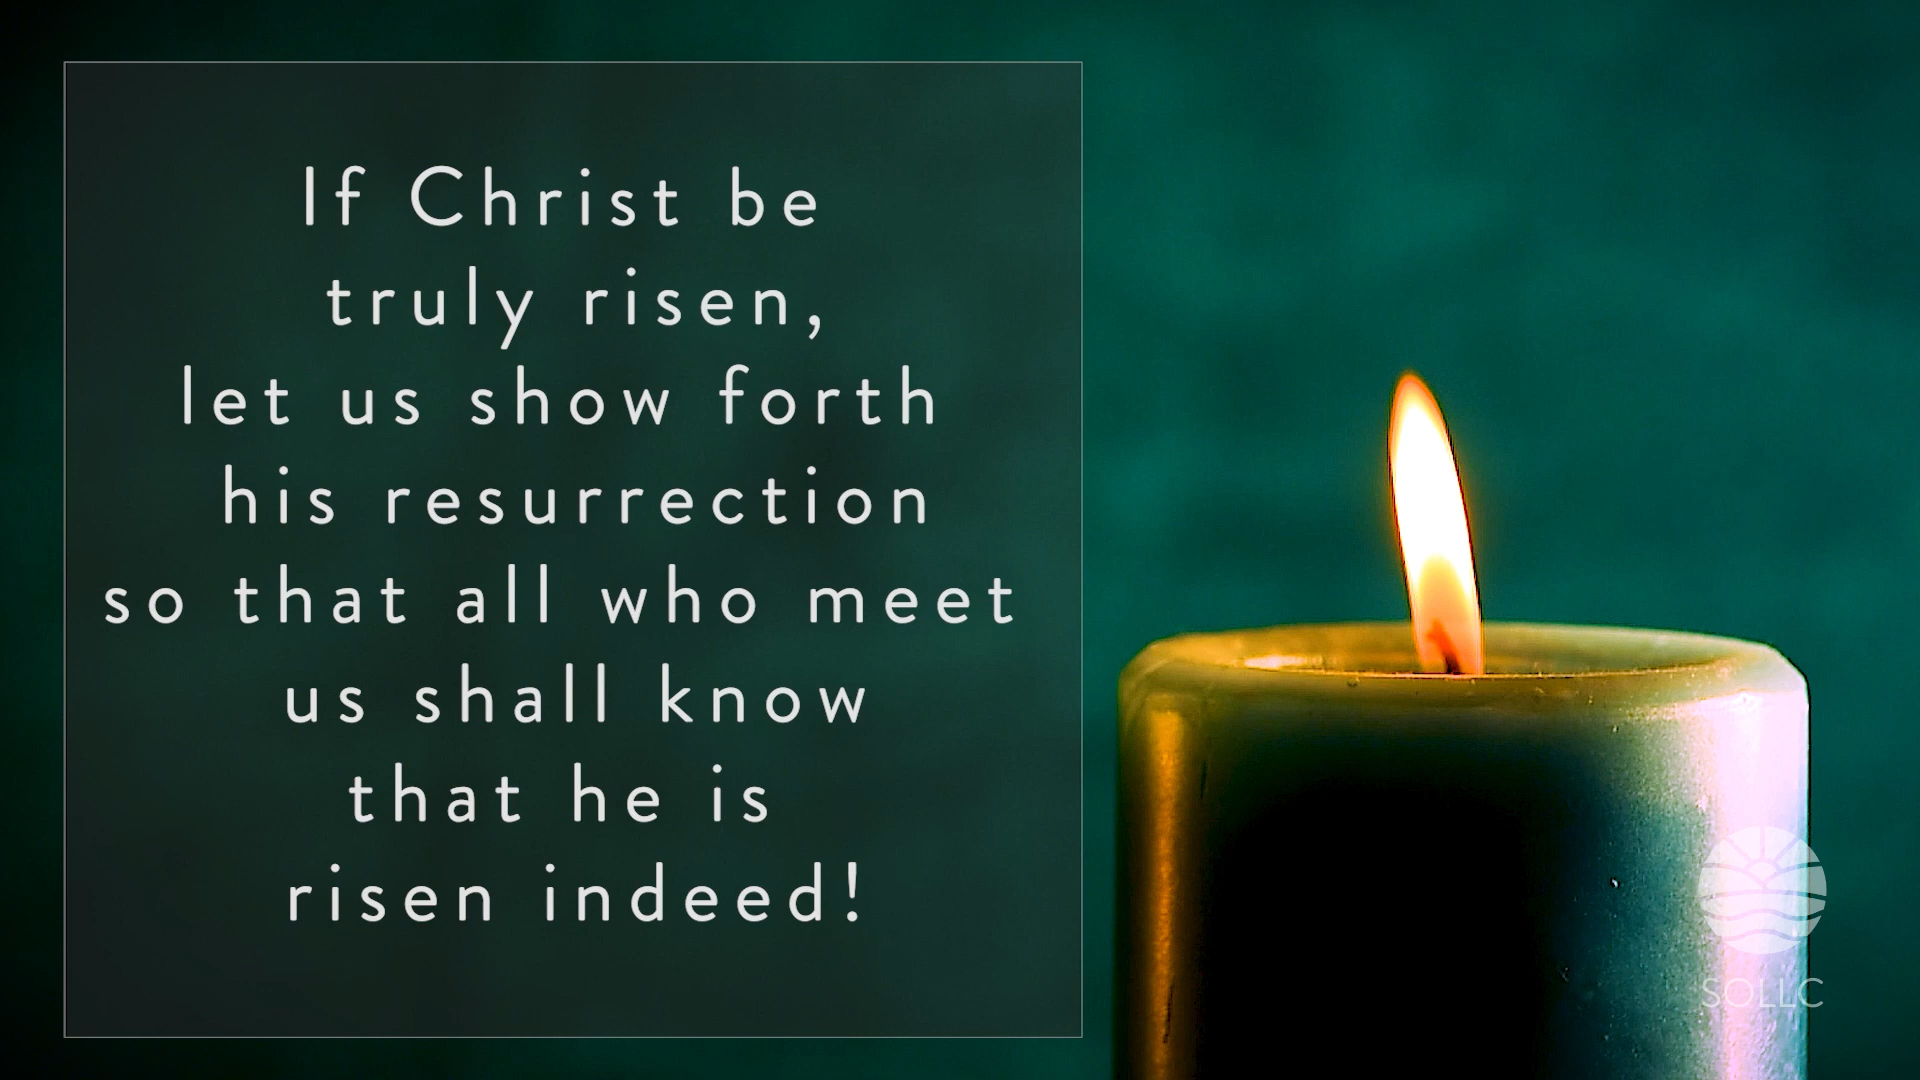 If Christ be
truly risen,
let us show forth
his resurrection
so that all who meet
us shall know
that he is
risen indeed!
SOLLC